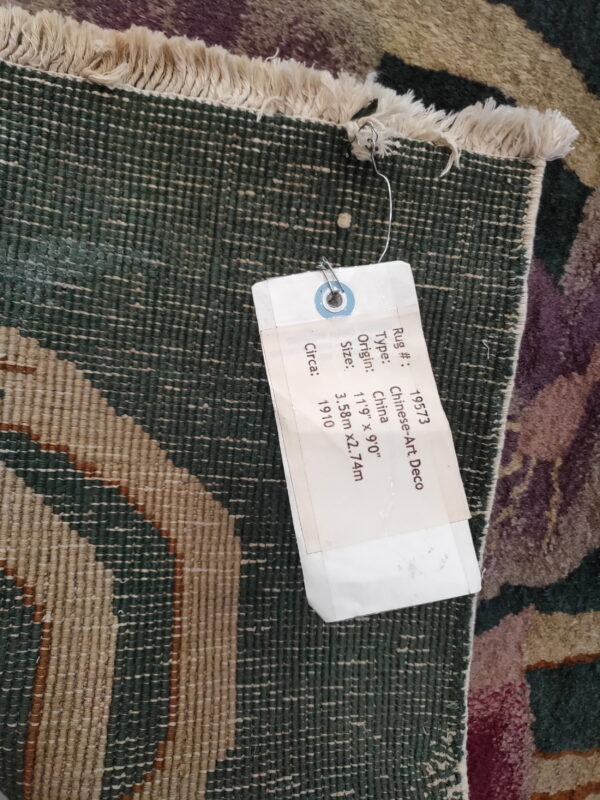 Rug #: 19573
Type: Chinese-Art Deco
Origin: China
Size: 11'9" x 9'0"
3.58m x2.74m
Circa: 1910